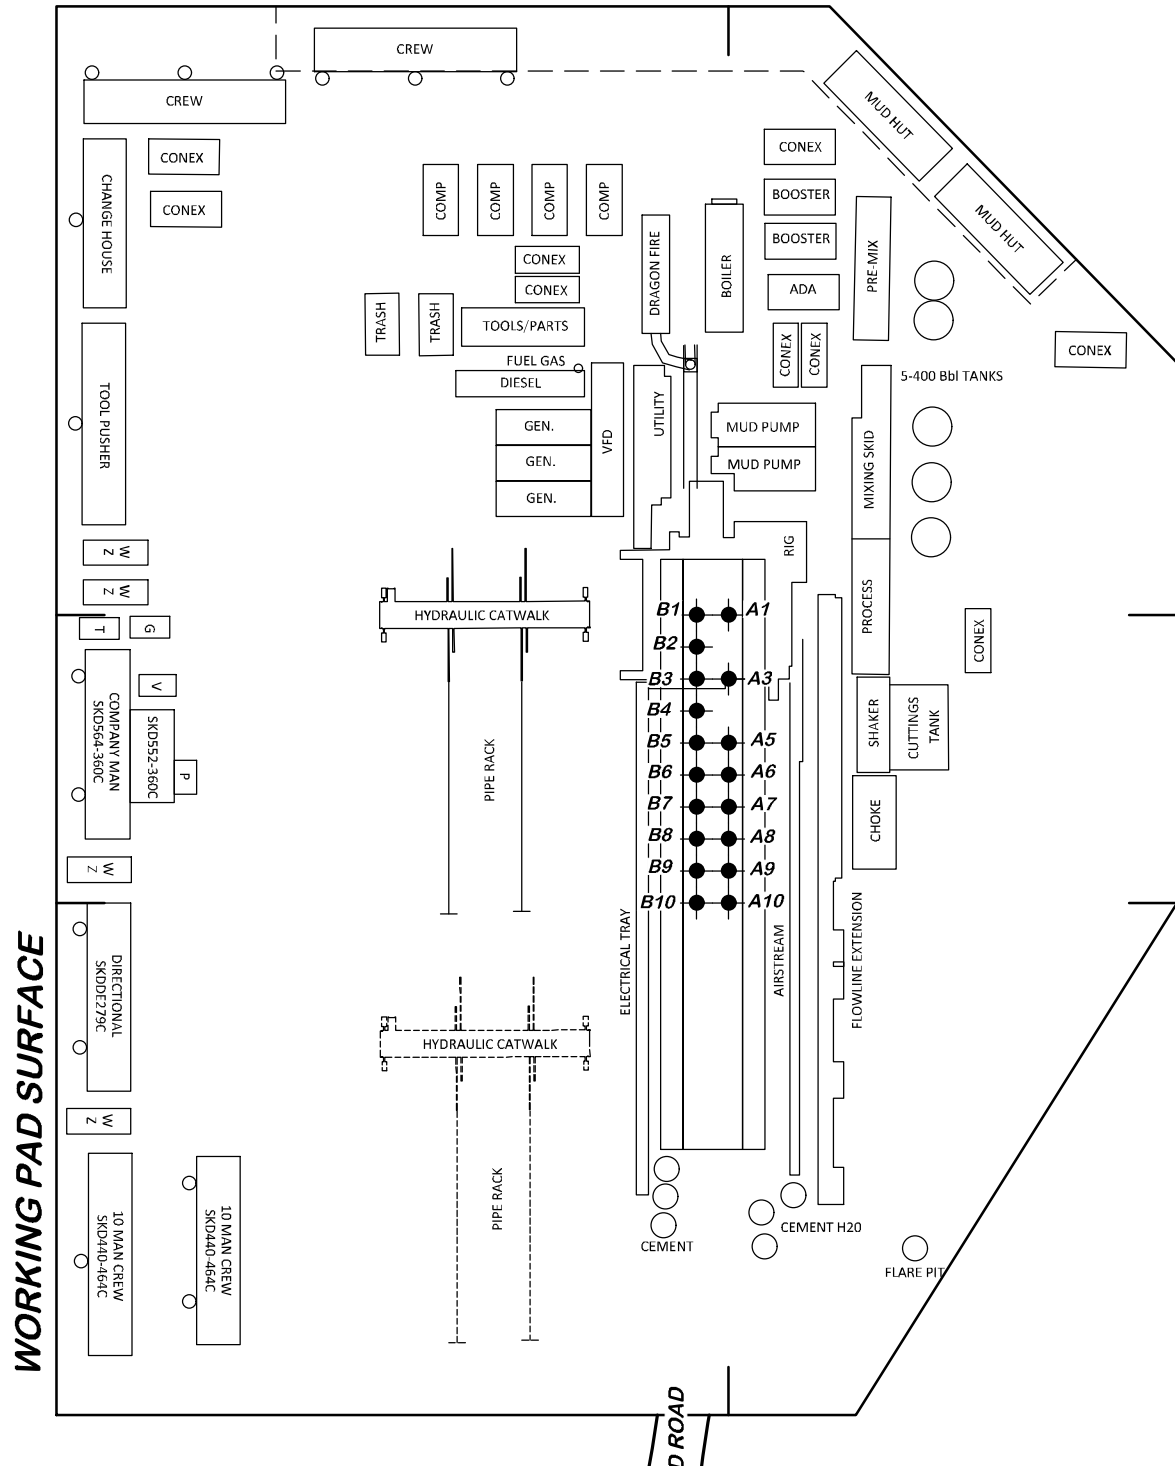 CREW
CREW
MUD HUT
MUD HUT
CONEX
CONEX
CHANGE HOUSE
COMP
COMP
COMP
COMP
CONEX
CONEX
TRASH
TRASH
TOOLS/PARTS
FUEL GAS
DIESEL
GEN.
GEN.
GEN.
VFD
UTILITY
DRAGON FIRE
BOILER
CONEX
BOOSTER
BOOSTER
ADA
CONEX
CONEX
PRE-MIX
CONEX
5-400 Bbl TANKS
MUD PUMP
MUD PUMP
MIXING SKID
RIG
PROCESS
CONEX
SHAKER
CUTTINGS
TANK
CHOKE
TOOL PUSHER
W
Z
W
Z
T
G
V
COMPANY MAN
SKD564-360C
SKD552-360C
P
W
Z
DIRECTIONAL
SKDDE279C
W
Z
10 MAN CREW
SKD440-464C
10 MAN CREW
SKD440-464C
HYDRAULIC CATWALK
PIPE RACK
HYDRAULIC CATWALK
PIPE RACK
B1
A1
B2
B3
A3
B4
B5
A5
B6
A6
B7
A7
B8
A8
B9
A9
B10
A10
ELECTRICAL TRAY
AIRSTREAM
FLOWLINE EXTENSION
CEMENT
CEMENT H20
FLARE PIT
WORKING PAD SURFACE
D ROAD